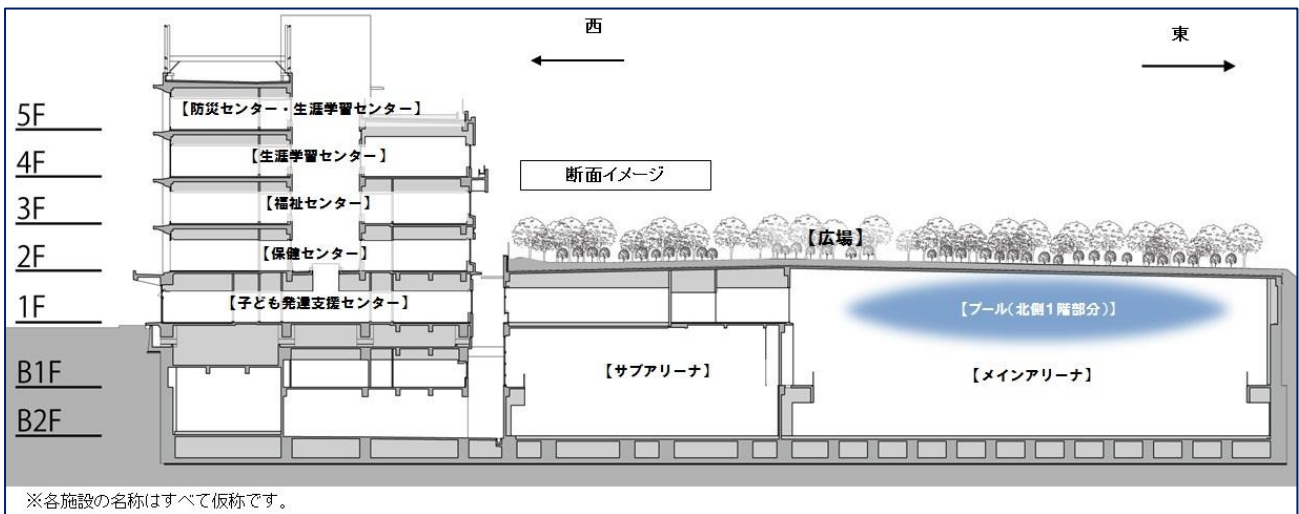 西
東
5F
【防災センター・生涯学習センター】
4F
【生涯学習センター】
断面イメージ
3F
【福祉センター】
【広場】
2F
【保健センター】
1F
【子ども発達支援センター】
【プール(北側1階部分)】
B1F
【サブアリーナ】
【メインアリーナ】
B2F
※各施設の名称はすべて仮称です。